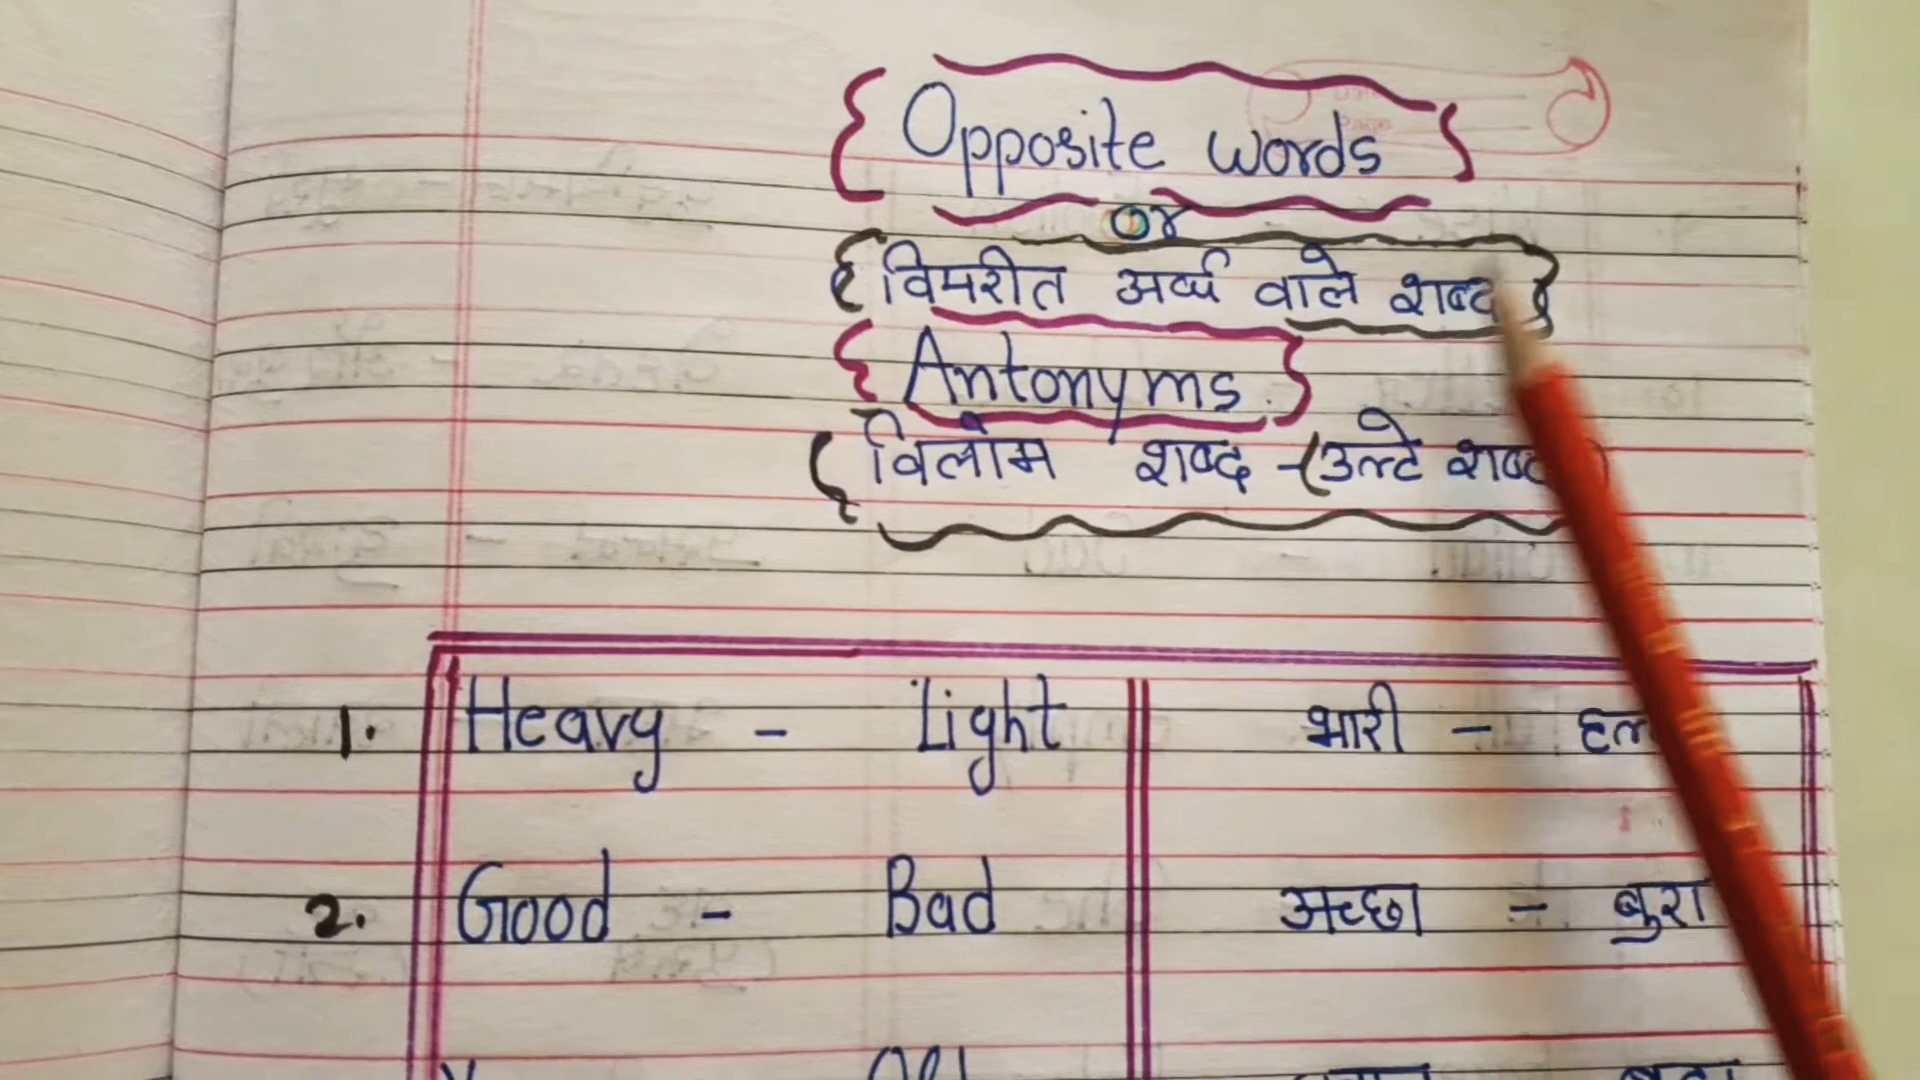 Opposite words
or
विपरीत अर्थ वाले शब्द
Antonyms
विलोम शब्द - (उल्टे शब्द
1. Heavy - Light भारी -
2. Good - Bad अच्छा - बुरा